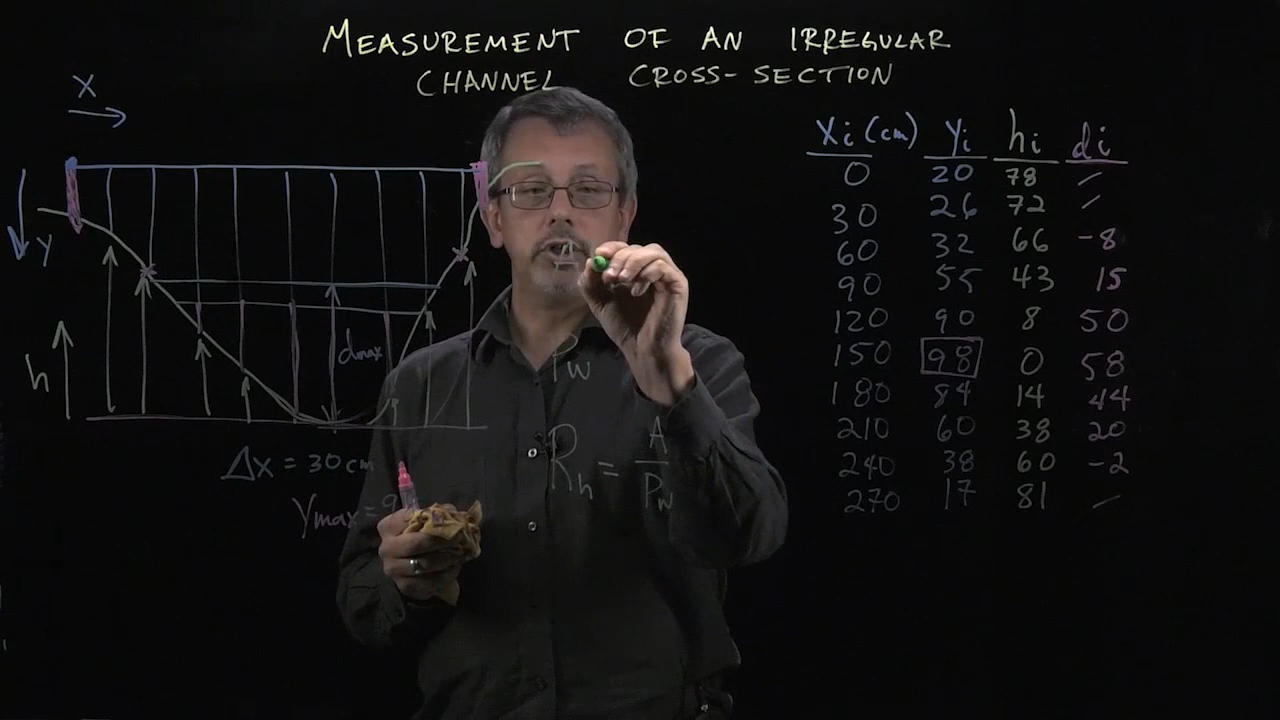 MEASUREMENT OF AN IRREGULAR
CHANNEL CROSS-SECTION
X
Y
h
dmax
Δx = 30cm
Ymax = 9
A
Pw
Rh = A / Pw
Xi (cm) Yi hi di
0 20 78 -
30 26 72 -
60 32 66 -8
90 55 43 15
120 90 8 50
150 98 0 58
180 84 14 44
210 60 38 20
240 38 60 -2
270 17 81 -